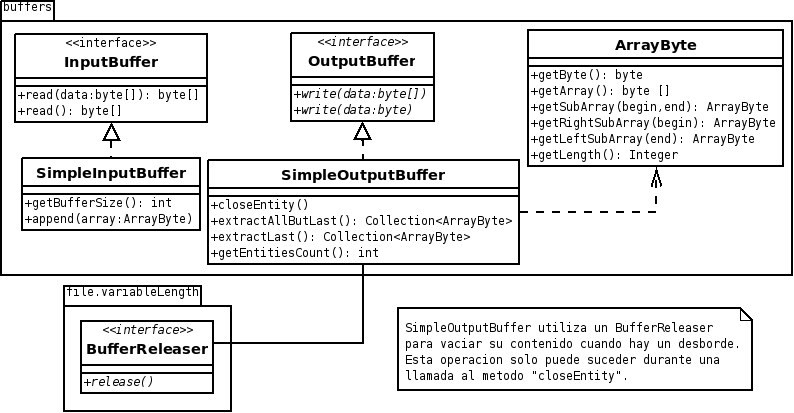 buffers
<<interface>>
InputBuffer
+read(data:byte[]): byte[]
+read(): byte[]
<<interface>>
OutputBuffer
+write(data:byte[])
+write(data:byte)
ArrayByte
+getByte(): byte
+getArray(): byte []
+getSubArray(begin,end): ArrayByte
+getRightSubArray(begin): ArrayByte
+getLeftSubArray(end): ArrayByte
+getLength(): Integer
SimpleInputBuffer
+getBufferSize(): int
+append(array:ArrayByte)
SimpleOutputBuffer
+closeEntity()
+extractAllButLast(): Collection<ArrayByte>
+extractLast(): Collection<ArrayByte>
+getEntitiesCount(): int
file.variableLength
<<interface>>
BufferReleaser
+release()
SimpleOutputBuffer utiliza un BufferReleaser
para vaciar su contenido cuando hay un desborde.
Esta operacion solo puede suceder durante una
llamada al metodo "closeEntity".